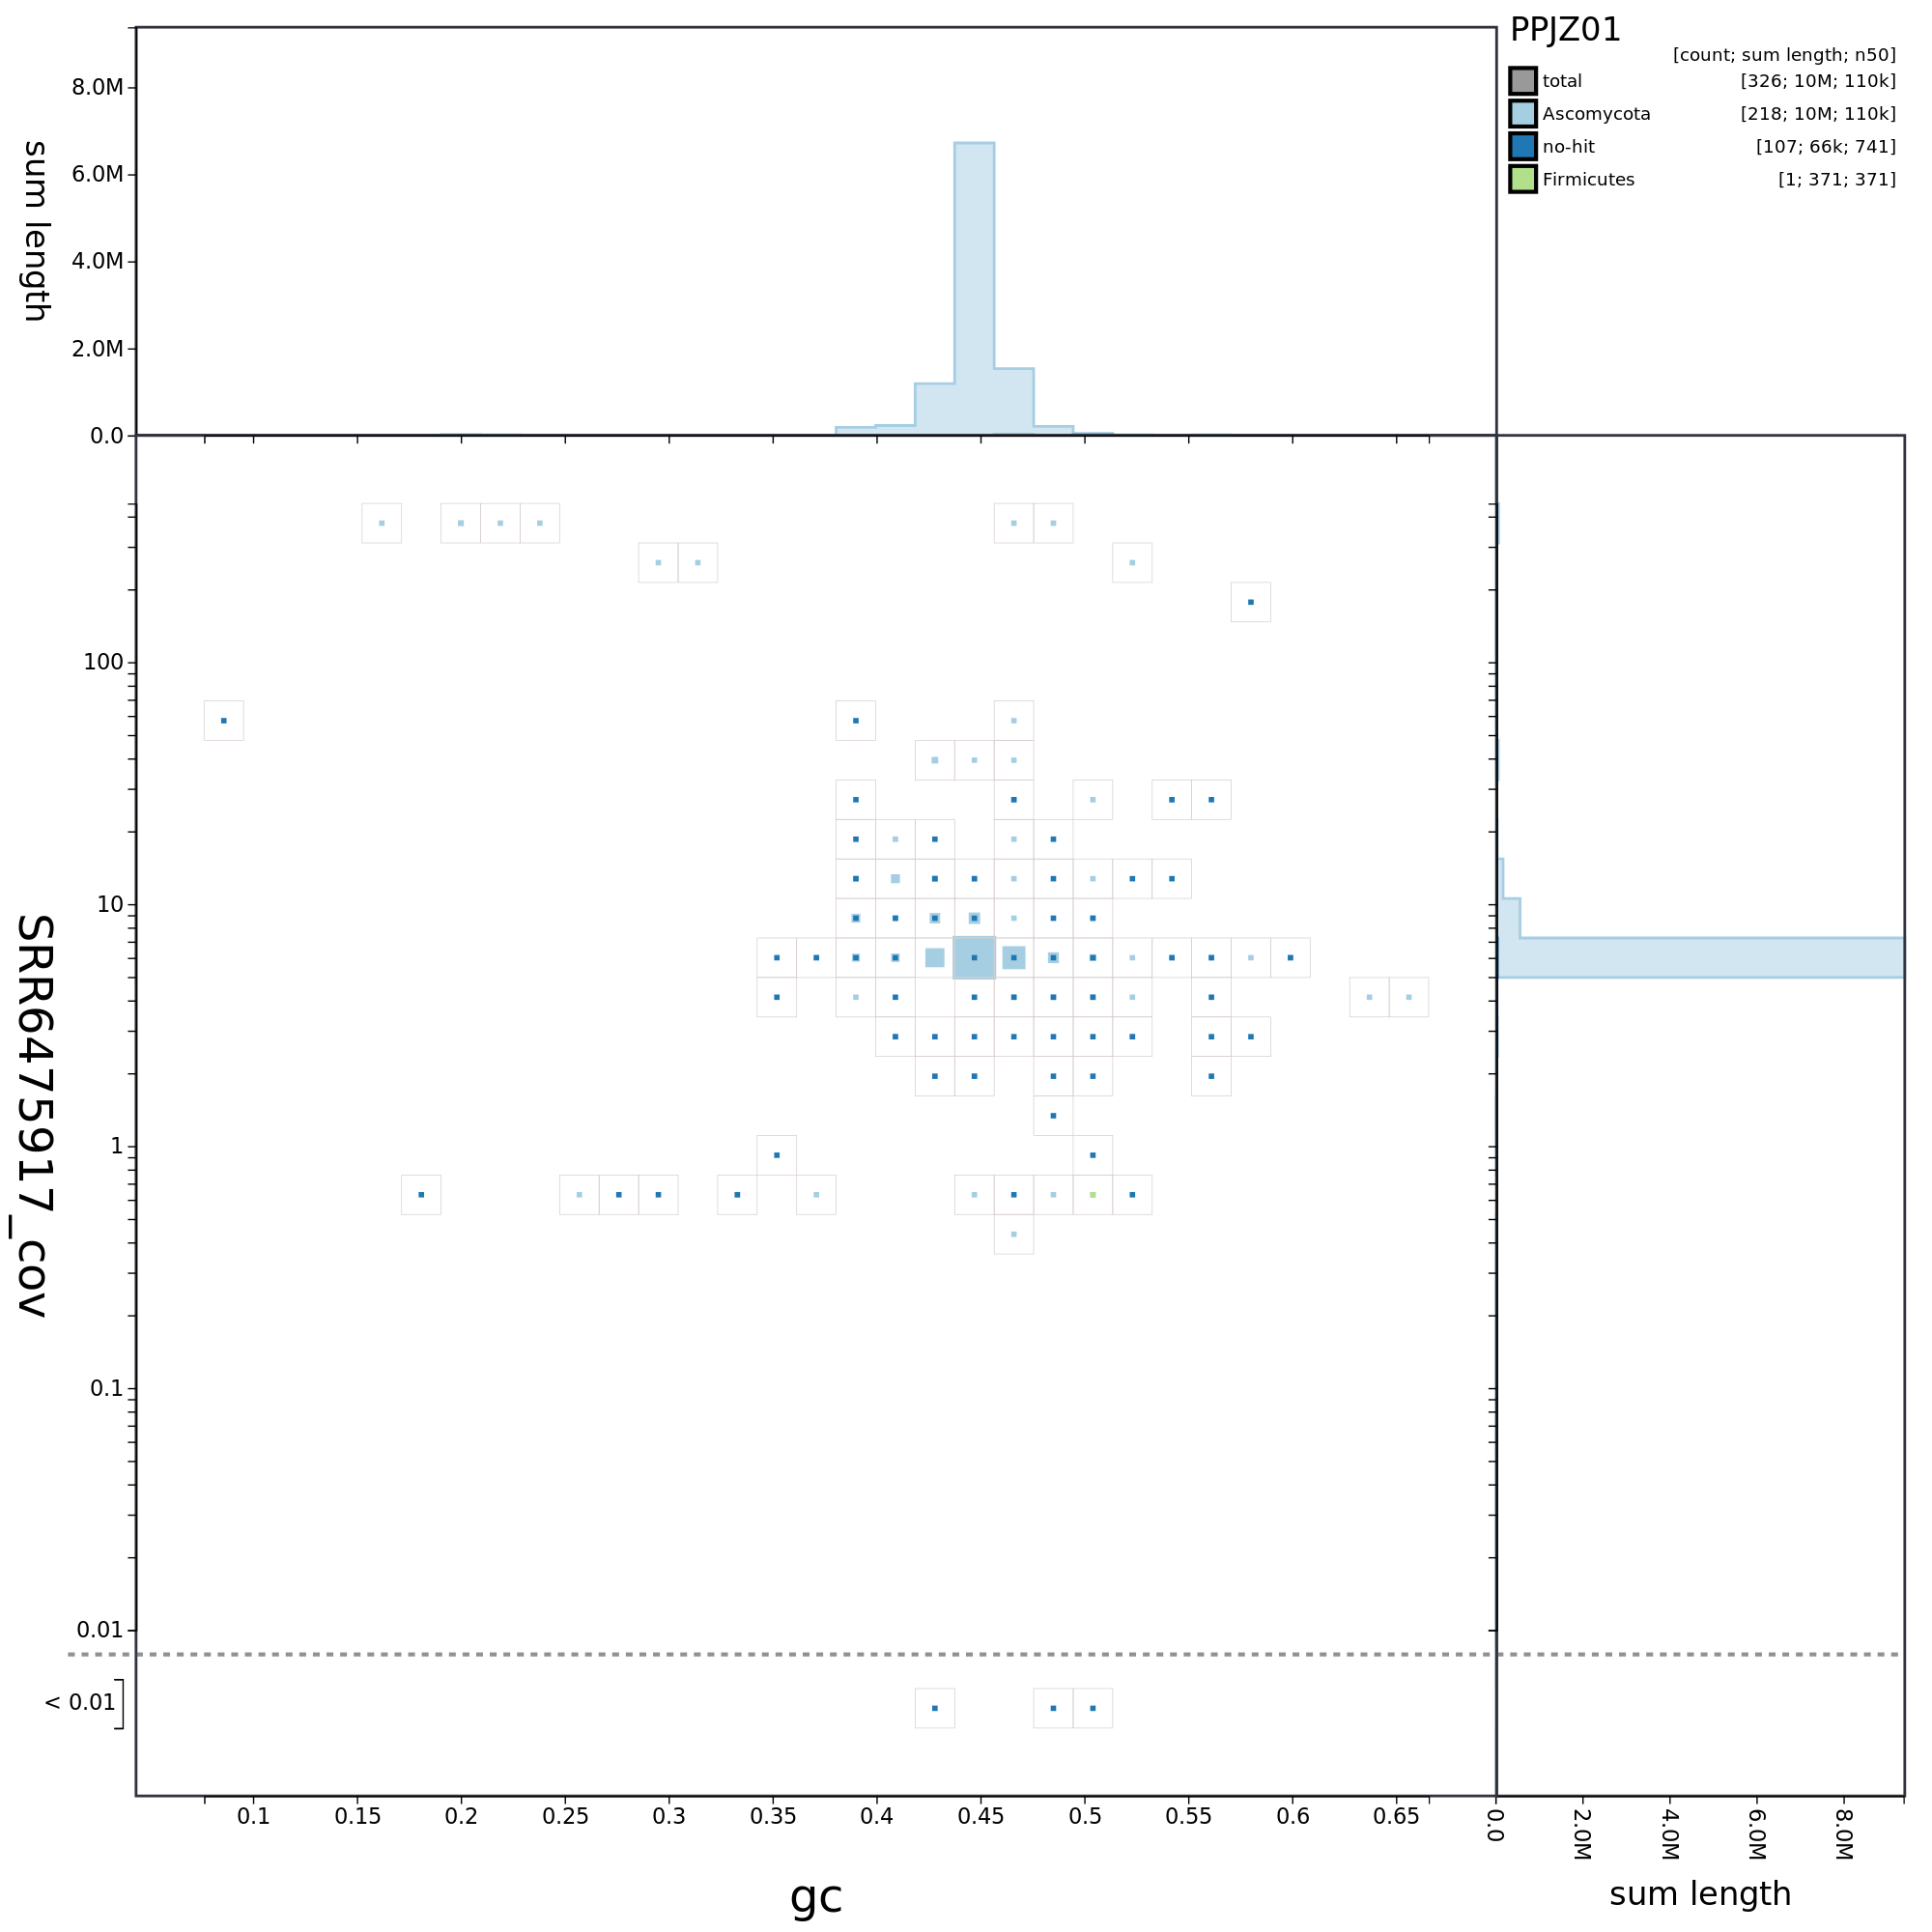 PPJZ01
[count; sum length; n50]
total [326; 10M; 110k]
Ascomycota [218; 10M; 110k]
no-hit [107; 66k; 741]
Firmicutes [1; 371; 371]
sum length
8.0M
6.0M
4.0M
2.0M
0.0
SRR6475917_cov
100
10
1
0.1
0.01
< 0.01
0.1 0.15 0.2 0.25 0.3 0.35 0.4 0.45 0.5 0.55 0.6 0.65
gc
0.0 2.0M 4.0M 6.0M 8.0M
sum length